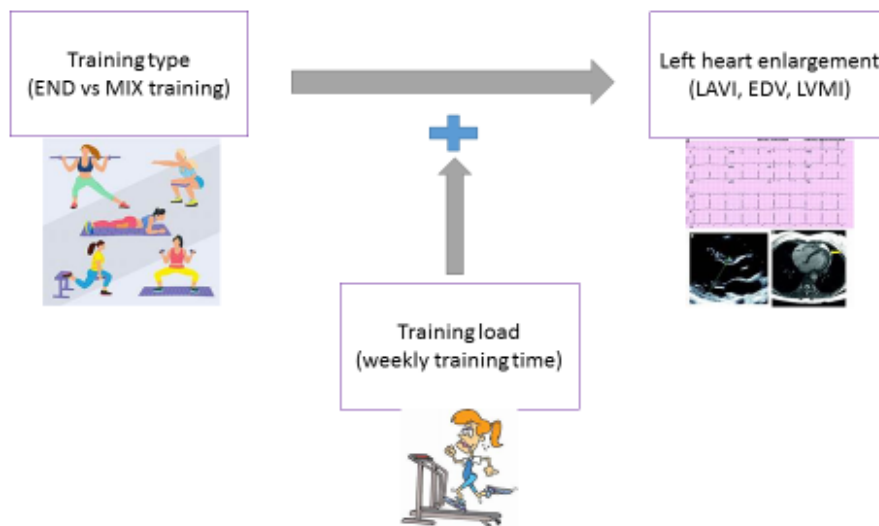 Training type
(END vs MIX training)
Left heart enlargement
(LAVI, EDV, LVMI)
Training load
(weekly training time)